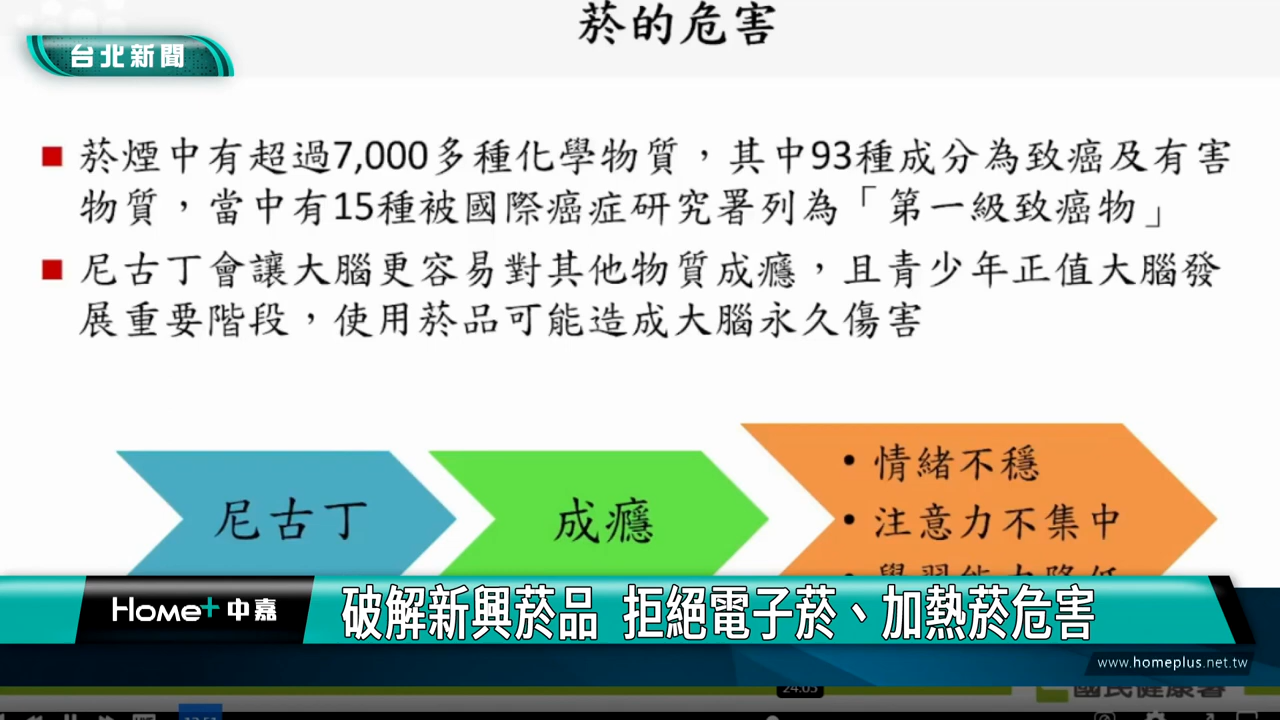 菸的危害
台北新聞
菸煙中有超過7,000多種化學物質，其中93種成分為致癌及有害
物質，當中有15種被國際癌症研究署列為「第一級致癌物」
尼古丁會讓大腦更容易對其他物質成癮，且青少年正值大腦發
展重要階段，使用菸品可能造成大腦永久傷害
尼古丁
成癮
• 情緒不穩
• 注意力不集中
Home+中嘉
破解新興菸品 拒絕電子菸、加熱菸危害
www.homeplus.net.tw
24:05
國民健康署